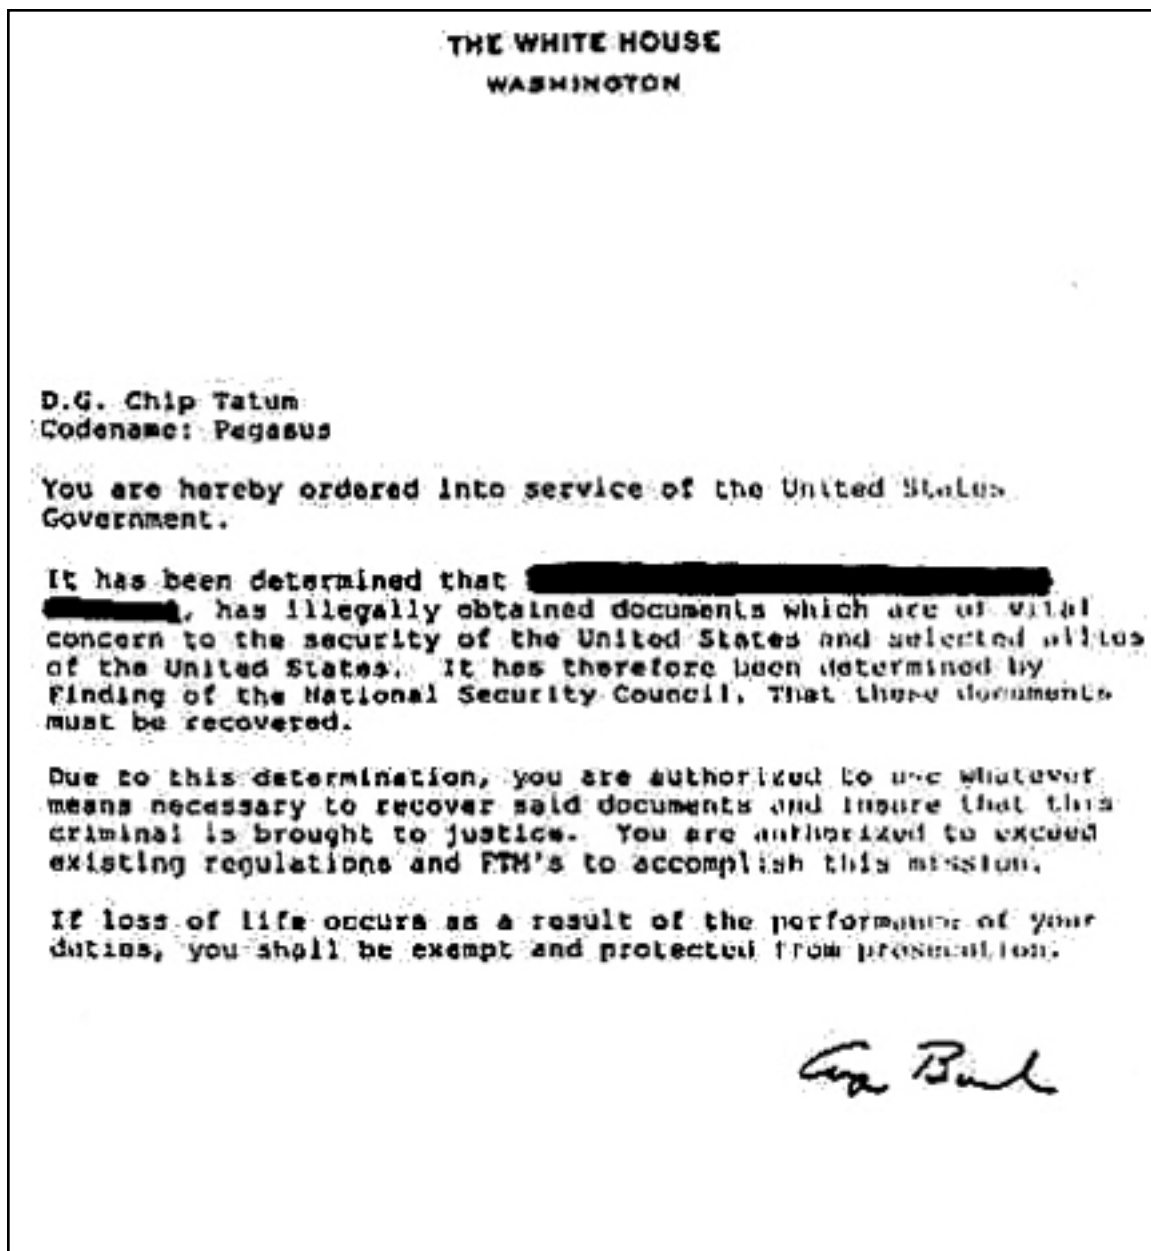 THE WHITE HOUSE
WASHINGTON
D.G. Chip Tatum
Codename: Pegasus
You are hereby ordered into service of the United States
Government.
It has been determined that
, has illegally obtained documents which are of vital
concern to the security of the United States and selected allies
of the United States. It has therefore been determined by
Finding of the National Security Council, That these documents
must be recovered.
Due to this determination, you are authorized to use whatever
means necessary to recover said documents and insure that this
criminal is brought to justice. You are authorized to exceed
existing regulations and FTM's to accomplish this mission.
If loss of life occurs as a result of the performance of your
duties, you shall be exempt and protected from prosecution.